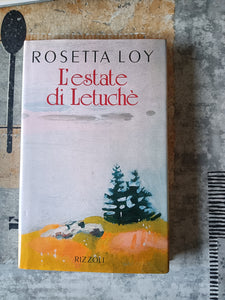 ROSETTA LOY
L'estate
di Letuchè
RIZZOLI